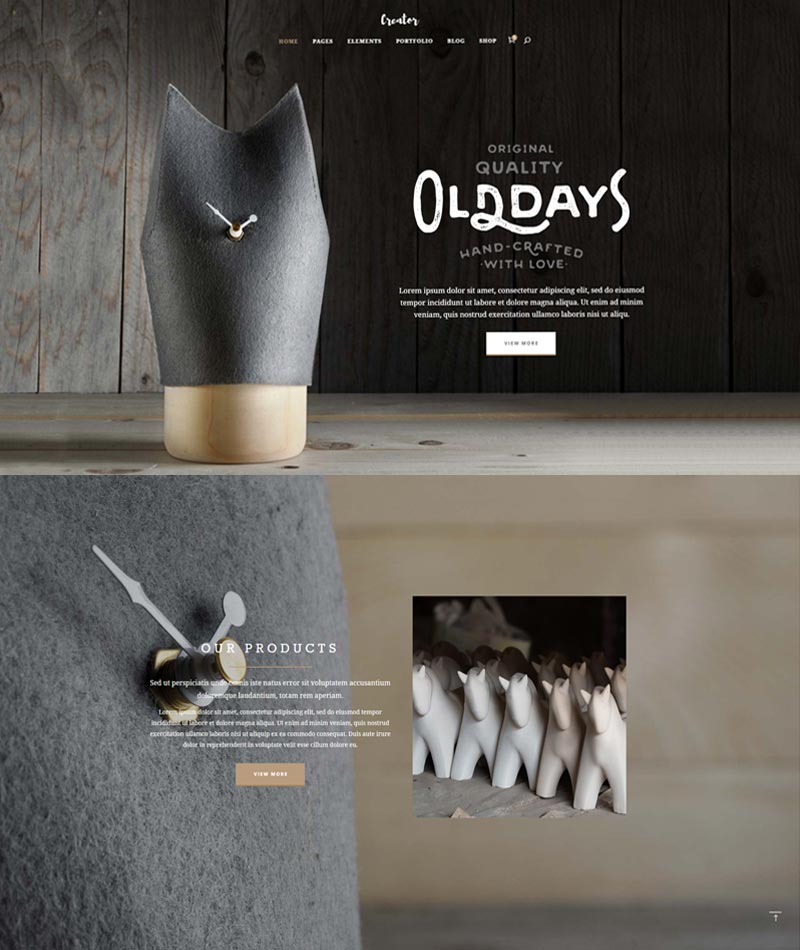 Creator
HOME PAGES ELEMENTS PORTFOLIO BLOG SHOP
ORIGINAL
QUALITY
OLDDAYS
HAND-CRAFTED
·WITH LOVE·
Lorem ipsum dolor sit amet, consectetur adipiscing elit, sed do eiusmod
tempor incididunt ut labore et dolore magna aliqua. Ut enim ad minim
veniam, quis nostrud exercitation ullamco laboris nisi ut aliqu.
VIEW MORE
OUR PRODUCTS
Sed ut perspiciatis unde omnis iste natus error sit voluptatem accusantium
doloremque laudantium, totam rem aperiam.
Lorem ipsum dolor sit amet, consectetur adipisicing elit, sed do eiusmod tempor
incididunt ut labore et dolore magna aliqua. Ut enim ad minim veniam, quis nostrud
exercitation ullamco laboris nisi ut aliquip ex ea commodo consequat. Duis aute irure
dolor in reprehenderit in voluptate velit esse cillum dolore eu.
VIEW MORE